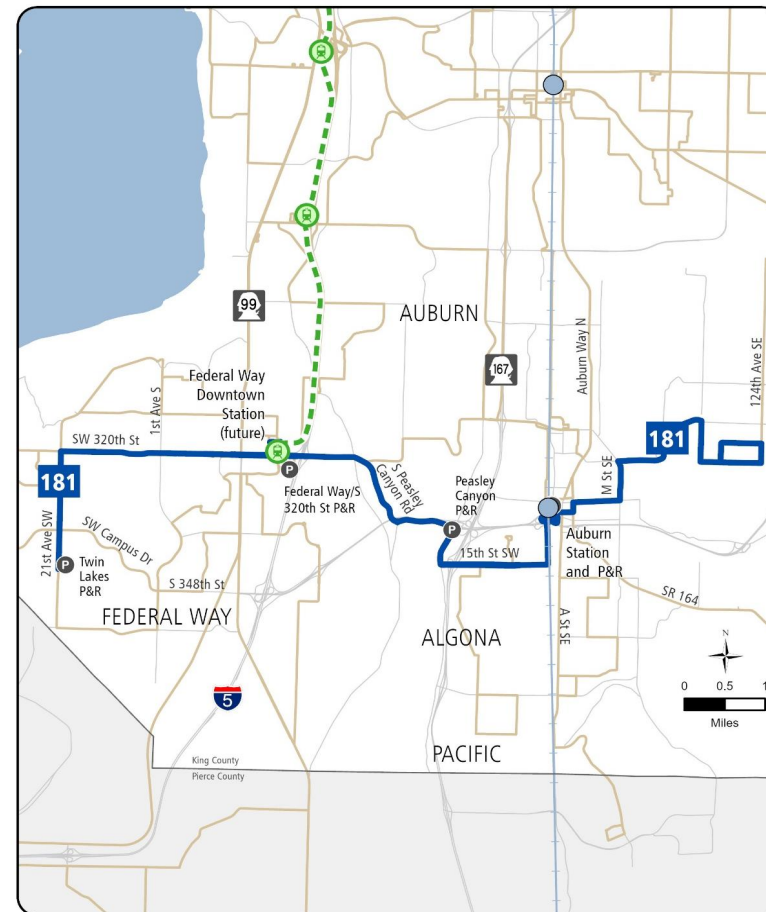 99
AUBURN
Auburn Way N
124th Ave SE
167
Federal Way
Downtown
Station
(future)
1st Ave S
SW 320th St
181
181
M St SE
S Peasley
Canyon Rd
Peasley
Canyon
P&R
P
Federal Way/S
320th St P&R
P
21st Ave SW
SW Campus Dr
P
Twin
Lakes
P&R
S 348th St
15th St SW
Auburn
Station
and P&R
SR 164
FEDERAL WAY
ALGONA
A St SE
N
0 0.5 1
Miles
5
PACIFIC
King County
Pierce County